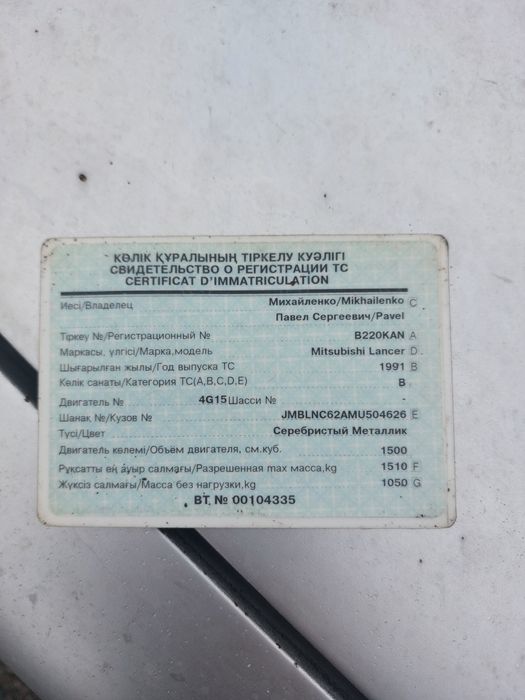 КӨЛІК ҚҰРАЛЫНЫҢ ТІРКЕЛУ КУӘЛІГІ
СВИДЕТЕЛЬСТВО О РЕГИСТРАЦИИ ТС
CERTIFICAT D'IMMATRICULATION
Иесі/Владелец Михайленко/Mikhailenko C
Павел Сергеевич/Pavel
Тіркеу №/Регистрационный № B220KAN A
Маркасы, үлгісі/Марка,модель Mitsubishi Lancer D
Шығарылған жылы/Год выпуска ТС 1991 B
Көлік санаты/Категория ТС(A,B,C,D,E) B
Двигатель № 4G15 Шасси №
Шанақ №/Кузов № JMBLNC62AMU504626 E
Түсі/Цвет Серебристый Металлик
Двигатель көлемі/Объем двигателя, см.куб. 1500
Рұксатты ең ауыр салмағы/Разрешенная max масса,kg 1510 F
Жүксіз салмағы/Масса без нагрузки,kg 1050 G
BT. № 00104335